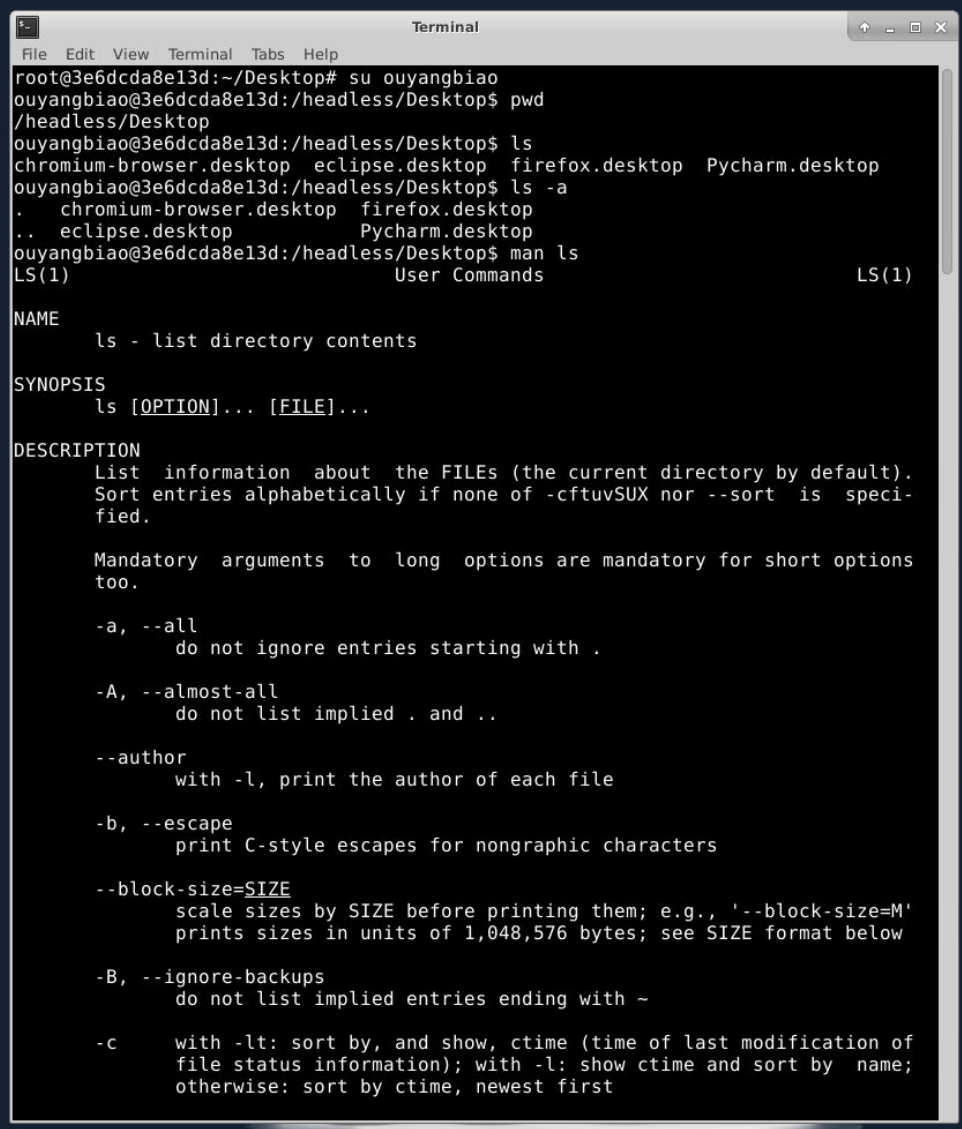 Terminal
File Edit View Terminal Tabs Help
root@3e6dcda8e13d:~/Desktop# su ouyangbiao
ouyangbiao@3e6dcda8e13d:/headless/Desktop$ pwd
/headless/Desktop
ouyangbiao@3e6dcda8e13d:/headless/Desktop$ ls
chromium-browser.desktop  eclipse.desktop  firefox.desktop  Pycharm.desktop
ouyangbiao@3e6dcda8e13d:/headless/Desktop$ ls -a
.   chromium-browser.desktop  firefox.desktop
..  eclipse.desktop           Pycharm.desktop
ouyangbiao@3e6dcda8e13d:/headless/Desktop$ man ls
LS(1)                            User Commands                           LS(1)
NAME
       ls - list directory contents
SYNOPSIS
       ls [OPTION]... [FILE]...
DESCRIPTION
       List  information  about  the FILEs (the current directory by default).
       Sort entries alphabetically if none of -cftuvSUX nor --sort  is  speci-
       fied.
       Mandatory  arguments  to  long  options are mandatory for short options
       too.
       -a, --all
              do not ignore entries starting with .
       -A, --almost-all
              do not list implied . and ..
       --author
              with -l, print the author of each file
       -b, --escape
              print C-style escapes for nongraphic characters
       --block-size=SIZE
              scale sizes by SIZE before printing them; e.g., '--block-size=M'
              prints sizes in units of 1,048,576 bytes; see SIZE format below
       -B, --ignore-backups
              do not list implied entries ending with ~
       -c     with -lt: sort by, and show, ctime (time of last modification of
              file status information); with -l: show ctime and sort by  name;
              otherwise: sort by ctime, newest first